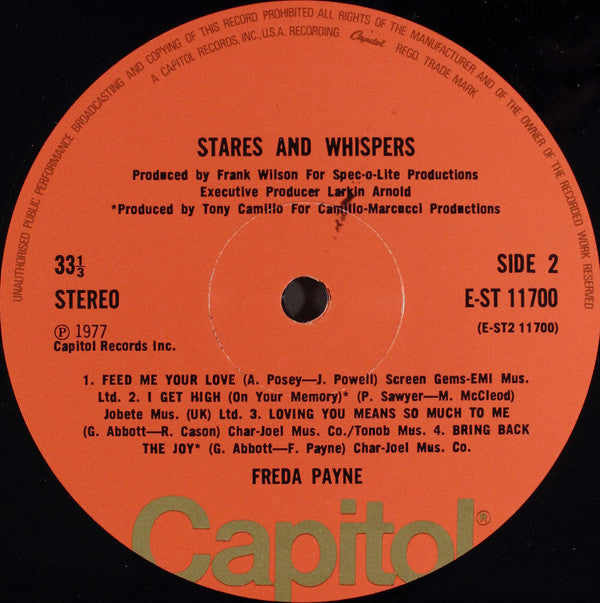 UNAUTHORISED PUBLIC PERFORMANCE BROADCASTING AND COPYING OF THIS RECORD PROHIBITED·ALL RIGHTS OF THE MANUFACTURER AND OF THE OWNER OF THE RECORDED WORK RESERVED
A CAPITOL RECORDS, INC., U.S.A. RECORDING Capitol REGD. TRADE MARK
STARES AND WHISPERS
Produced by Frank Wilson For Spec-o-Lite Productions
Executive Producer Larkin Arnold
*Produced by Tony Camillo For Camillo-Marcucci Productions
33⅓ SIDE 2
STEREO E-ST 11700
Ⓟ 1977 (E-ST2 11700)
Capitol Records Inc.
1. FEED ME YOUR LOVE (A. Posey—J. Powell) Screen Gems-EMI Mus.
Ltd. 2. I GET HIGH (On Your Memory)* (P. Sawyer—M. McCleod)
Jobete Mus. (UK) Ltd. 3. LOVING YOU MEANS SO MUCH TO ME
(G. Abbott—R. Cason) Char-Joel Mus. Co./Tonob Mus. 4. BRING BACK
THE JOY* (G. Abbott—F. Payne) Char-Joel Mus. Co.
FREDA PAYNE
Capitol®